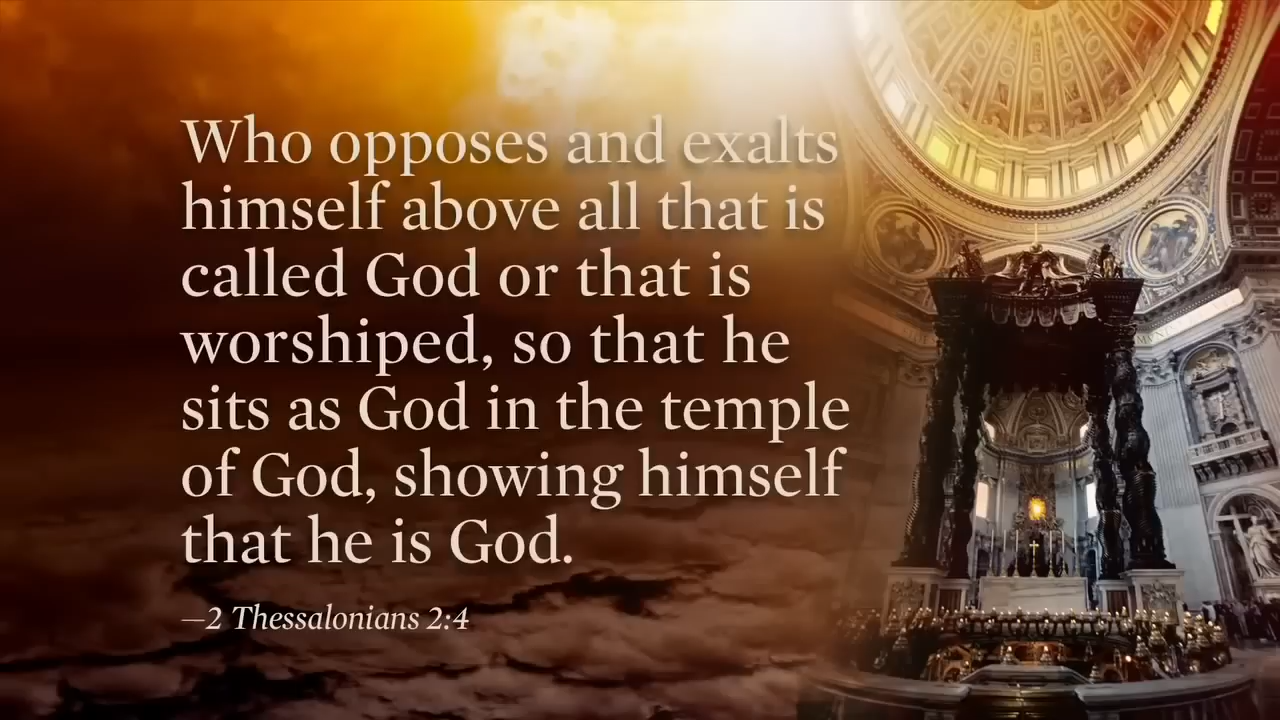 Who opposes and exalts
himself above all that is
called God or that is
worshiped, so that he
sits as God in the temple
of God, showing himself
that he is God.
—2 Thessalonians 2:4